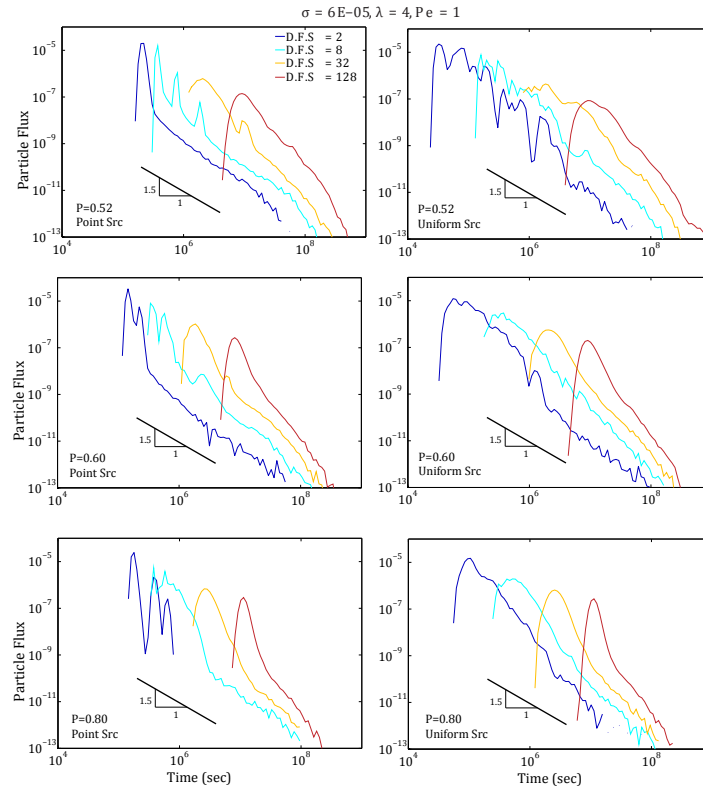 σ = 6E−05, λ = 4, Pe = 1
D.F.S = 2
D.F.S = 8
D.F.S = 32
D.F.S = 128
10^-5
10^-7
10^-9
10^-11
10^-13
Particle Flux
1.5
1
P=0.52
Point Src
10^4
10^6
10^8
10^-5
10^-7
10^-9
10^-11
10^-13
1.5
1
P=0.52
Uniform Src
10^4
10^6
10^8
10^-5
10^-7
10^-9
10^-11
10^-13
Particle Flux
1.5
1
P=0.60
Point Src
10^4
10^6
10^8
10^-5
10^-7
10^-9
10^-11
10^-13
1.5
1
P=0.60
Uniform Src
10^4
10^6
10^8
10^-5
10^-7
10^-9
10^-11
10^-13
Particle Flux
1.5
1
P=0.80
Point Src
10^4
10^6
10^8
Time (sec)
10^-5
10^-7
10^-9
10^-11
10^-13
1.5
1
P=0.80
Uniform Src
10^4
10^6
10^8
Time (sec)